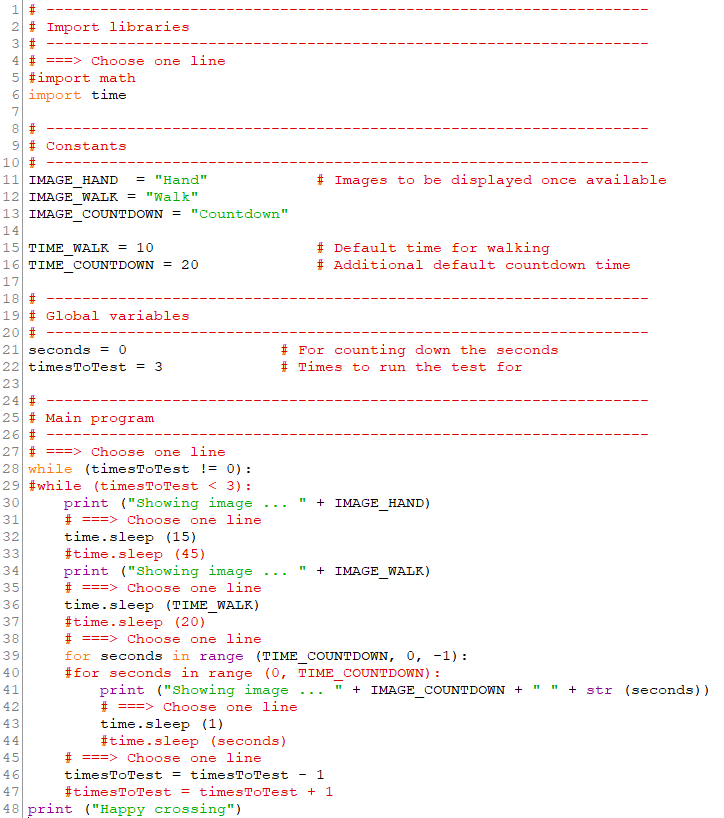 1 # -------------------------------------------------------------------
2 # Import libraries
3 # -------------------------------------------------------------------
4 # ===> Choose one line
5 #import math
6 import time
7
8 # -------------------------------------------------------------------
9 # Constants
10 # -------------------------------------------------------------------
11 IMAGE_HAND  = "Hand"            # Images to be displayed once available
12 IMAGE_WALK = "Walk"
13 IMAGE_COUNTDOWN = "Countdown"
14
15 TIME_WALK = 10                  # Default time for walking
16 TIME_COUNTDOWN = 20             # Additional default countdown time
17
18 # -------------------------------------------------------------------
19 # Global variables
20 # -------------------------------------------------------------------
21 seconds = 0                 # For counting down the seconds
22 timesToTest = 3             # Times to run the test for
23
24 # -------------------------------------------------------------------
25 # Main program
26 # -------------------------------------------------------------------
27 # ===> Choose one line
28 while (timesToTest != 0):
29 #while (timesToTest < 3):
30     print ("Showing image ... " + IMAGE_HAND)
31     # ===> Choose one line
32     time.sleep (15)
33     #time.sleep (45)
34     print ("Showing image ... " + IMAGE_WALK)
35     # ===> Choose one line
36     time.sleep (TIME_WALK)
37     #time.sleep (20)
38     # ===> Choose one line
39     for seconds in range (TIME_COUNTDOWN, 0, -1):
40     #for seconds in range (0, TIME_COUNTDOWN):
41         print ("Showing image ... " + IMAGE_COUNTDOWN + " " + str (seconds))
42         # ===> Choose one line
43         time.sleep (1)
44         #time.sleep (seconds)
45     # ===> Choose one line
46     timesToTest = timesToTest - 1
47     #timesToTest = timesToTest + 1
48 print ("Happy crossing")